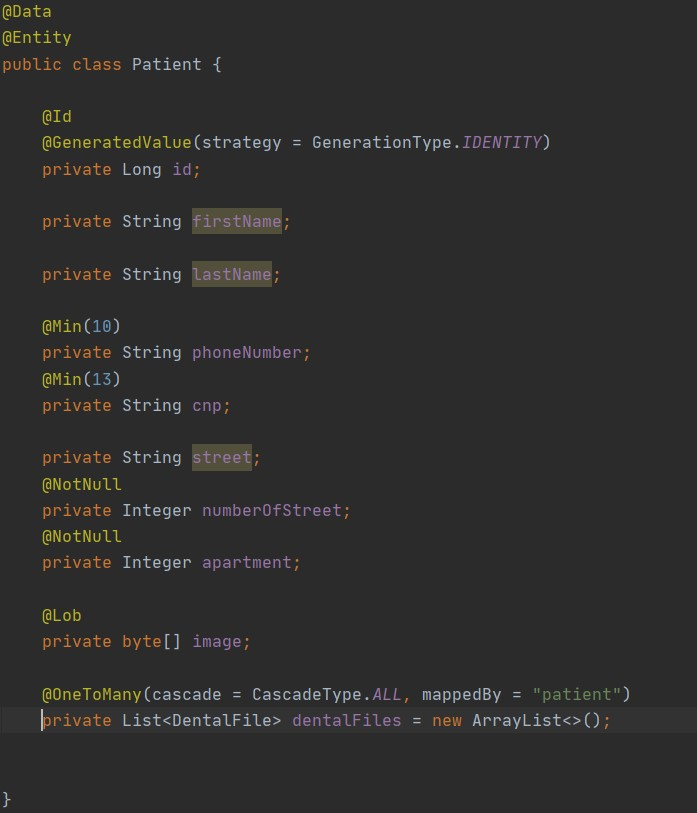 @Data
@Entity
public class Patient {
@Id
@GeneratedValue(strategy = GenerationType.IDENTITY)
private Long id;
private String firstName;
private String lastName;
@Min(10)
private String phoneNumber;
@Min(13)
private String cnp;
private String street;
@NotNull
private Integer numberOfStreet;
@NotNull
private Integer apartment;
@Lob
private byte[] image;
@OneToMany(cascade = CascadeType.ALL, mappedBy = "patient")
private List<DentalFile> dentalFiles = new ArrayList<>();
}